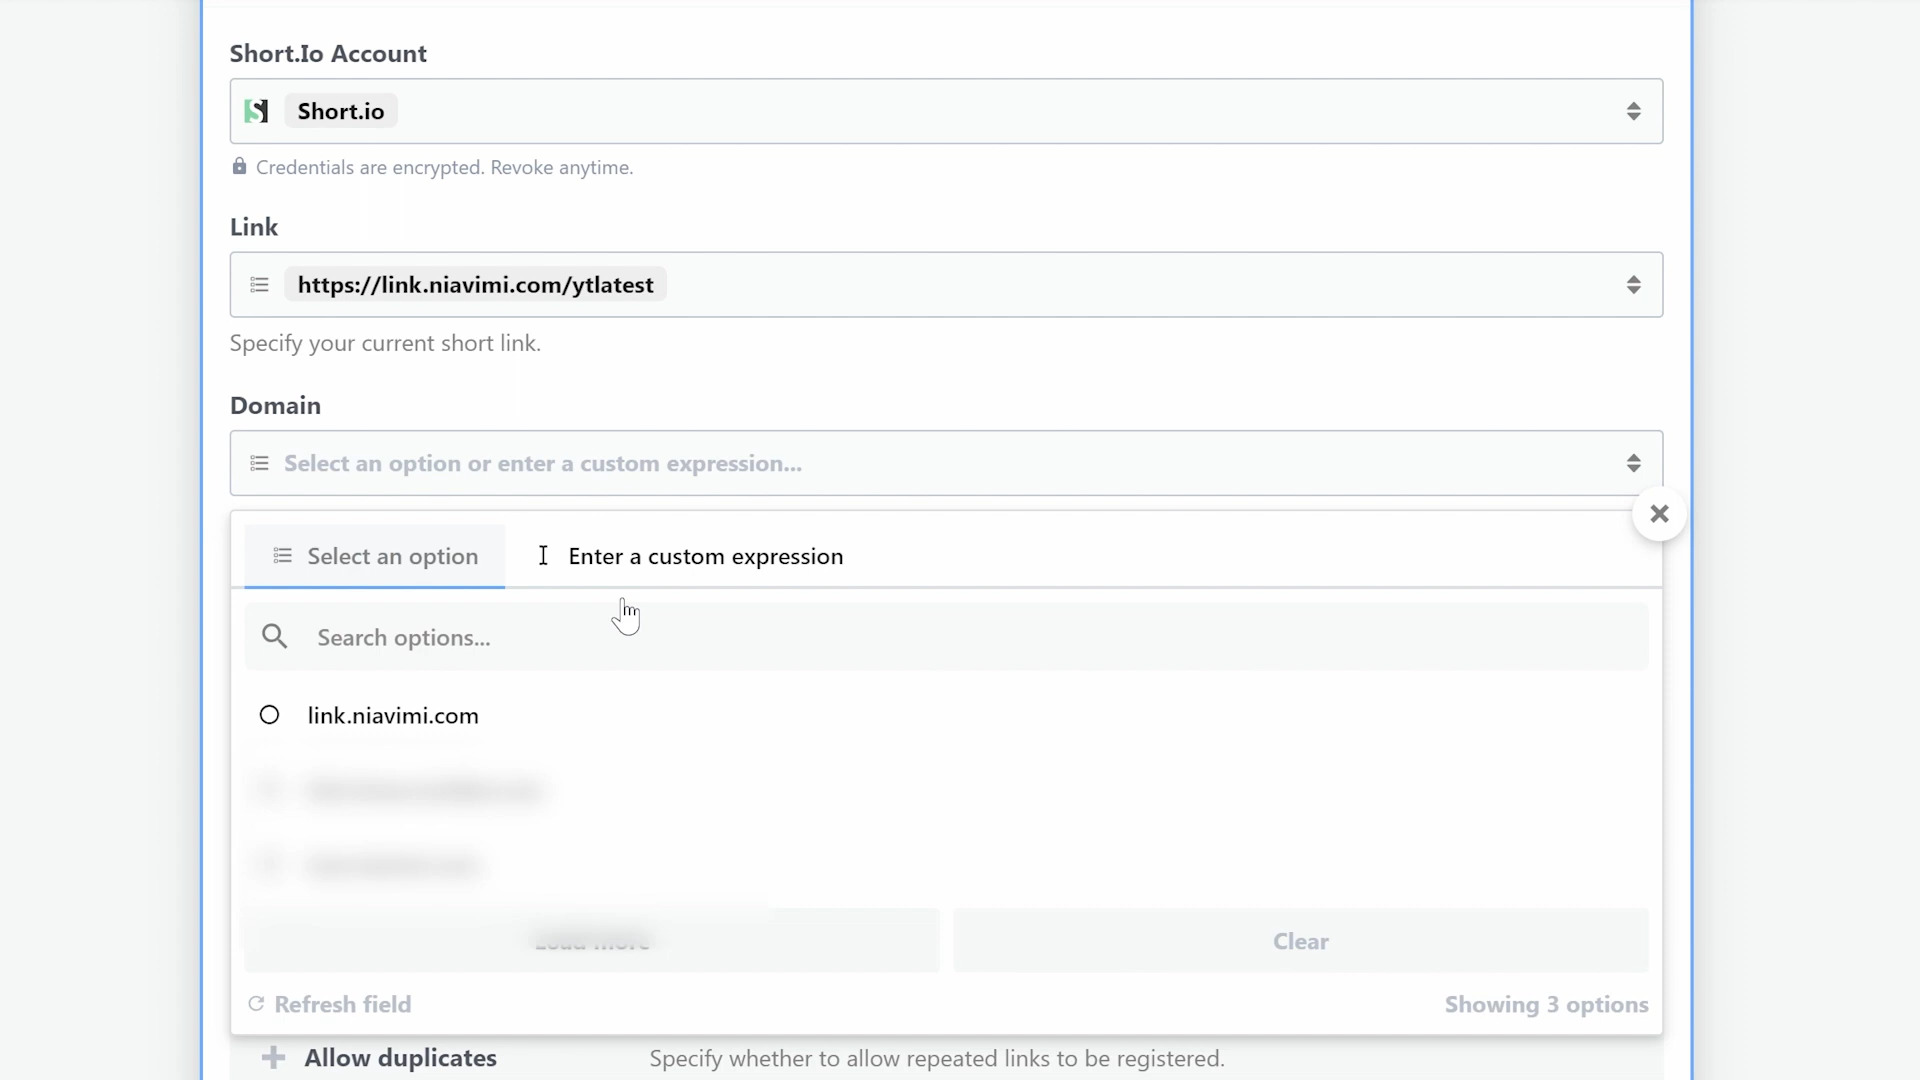 Short.Io Account
Short.io
Credentials are encrypted. Revoke anytime.
Link
https://link.niavimi.com/ytlatest
Specify your current short link.
Domain
Select an option or enter a custom expression...
Select an option
Enter a custom expression
Search options...
link.niavimi.com
Clear
Refresh field
Showing 3 options
Allow duplicates
Specify whether to allow repeated links to be registered.